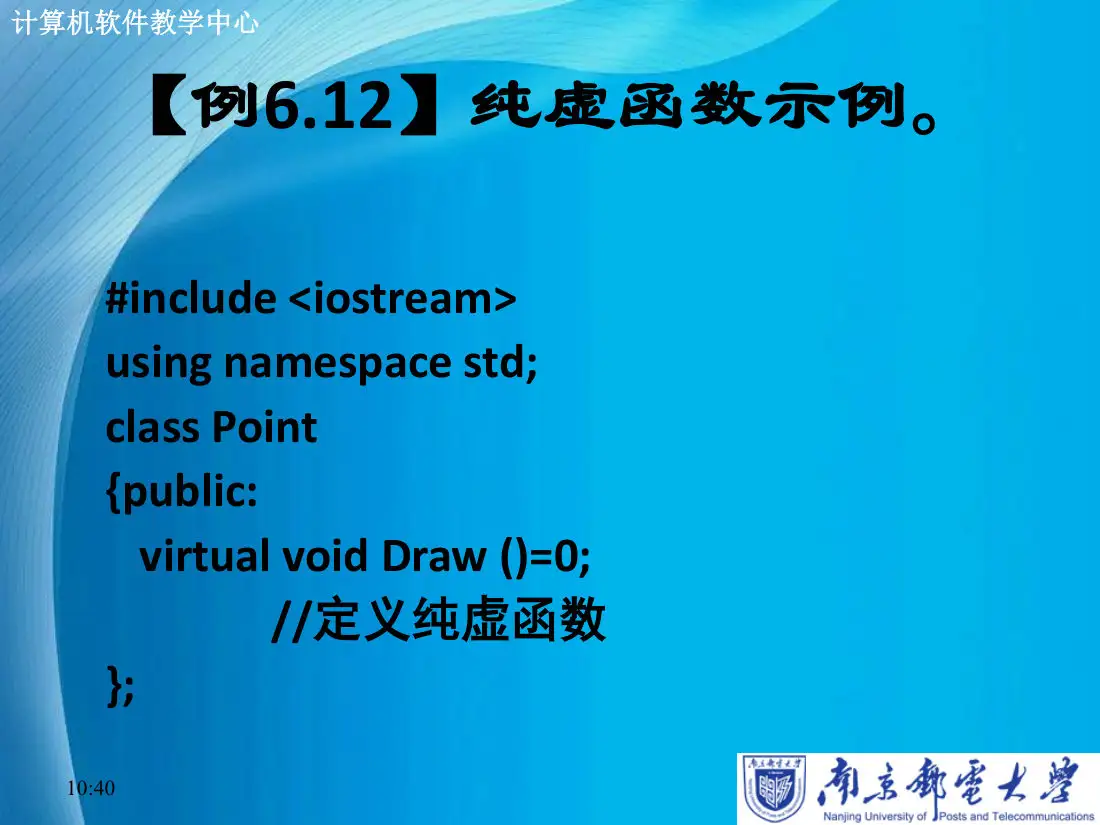 计算机软件教学中心
【例6.12】纯虚函数示例。
#include <iostream>
using namespace std;
class Point
{public:
virtual void Draw ()=0;
//定义纯虚函数
};
10:40
南京郵電大學
Nanjing University of Posts and Telecommunications